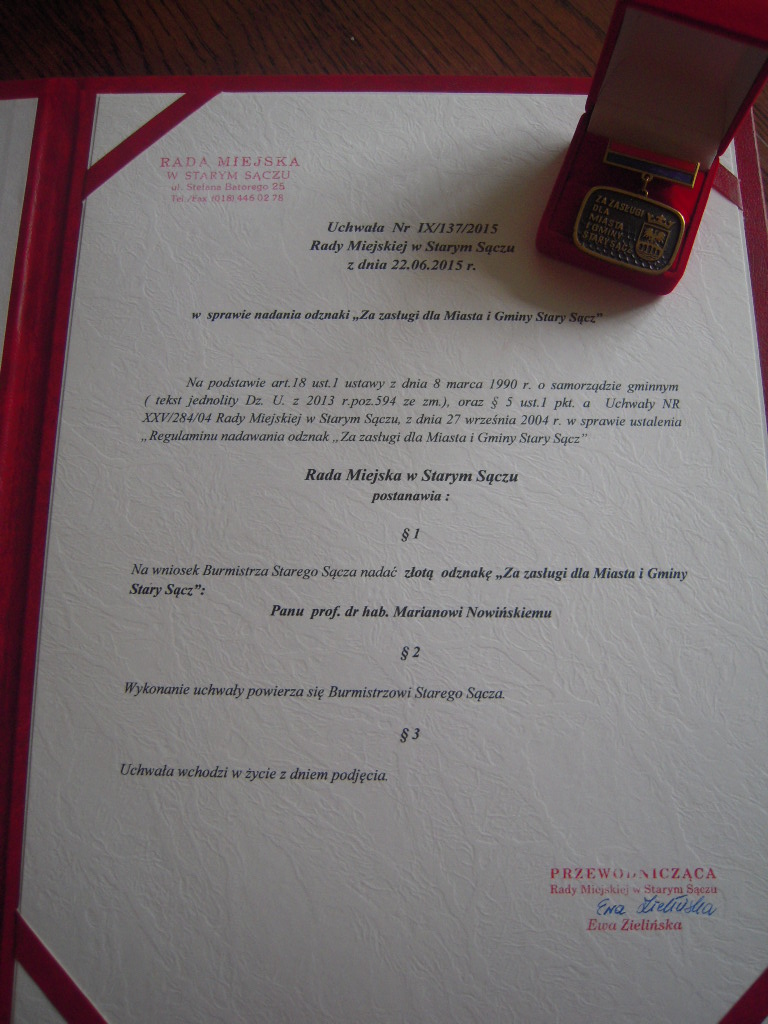 RADA MIEJSKA
W STARYM SĄCZU
ul. Stefana Batorego 25
Tel./Fax (018) 446 02 78
ZA ZASŁUGI
DLA
MIASTA
I GMINY
STARY SĄCZ
Uchwała Nr IX/137/2015
Rady Miejskiej w Starym Sączu
z dnia 22.06.2015 r.
w sprawie nadania odznaki „Za zasługi dla Miasta i Gminy Stary Sącz”
Na podstawie art.18 ust.1 ustawy z dnia 8 marca 1990 r. o samorządzie gminnym
( tekst jednolity Dz. U. z 2013 r.poz.594 ze zm.), oraz § 5 ust.1 pkt. a Uchwały NR
XXV/284/04 Rady Miejskiej w Starym Sączu, z dnia 27 września 2004 r. w sprawie ustalenia
„Regulaminu nadawania odznak „Za zasługi dla Miasta i Gminy Stary Sącz”
Rada Miejska w Starym Sączu
postanawia :
§ 1
Na wniosek Burmistrza Starego Sącza nadać złotą odznakę „Za zasługi dla Miasta i Gminy
Stary Sącz”:
Panu prof. dr hab. Marianowi Nowińskiemu
§ 2
Wykonanie uchwały powierza się Burmistrzowi Starego Sącza.
§ 3
Uchwała wchodzi w życie z dniem podjęcia.
PRZEWODNICZĄCA
Rady Miejskiej w Starym Sączu
Ewa Zielińska
Ewa Zielińska